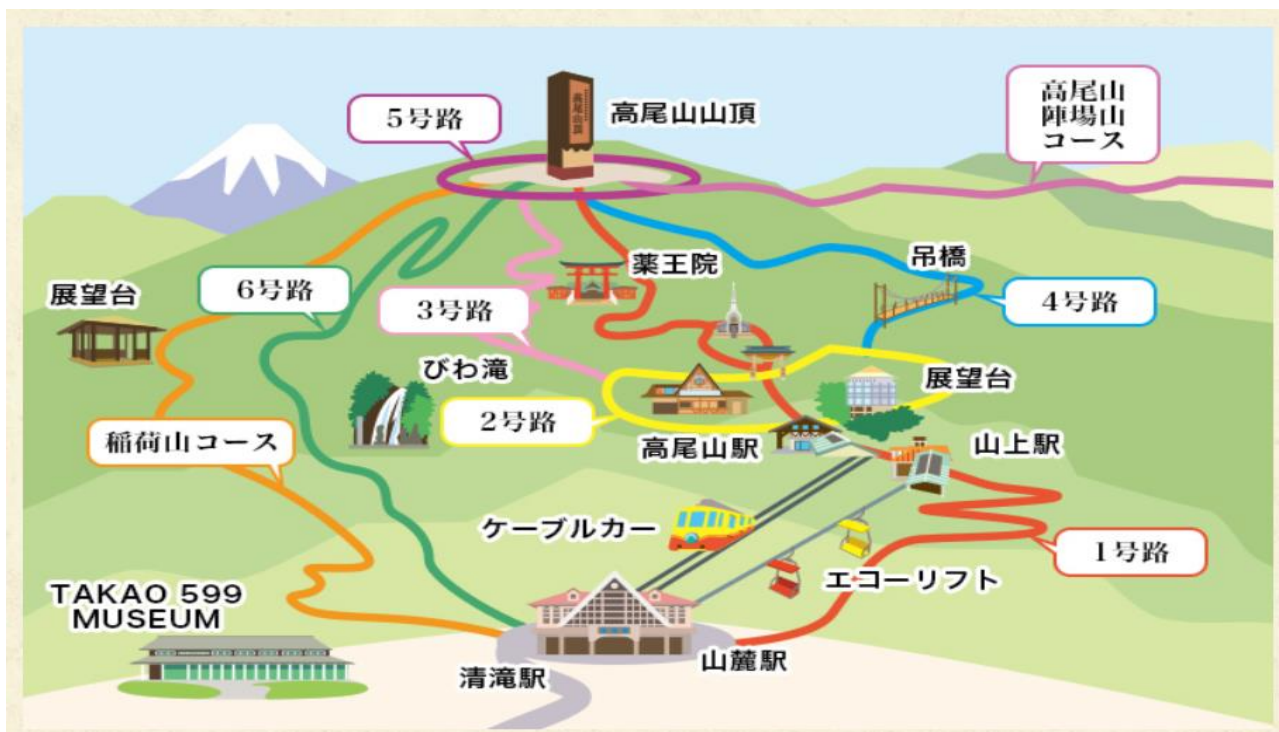 5号路
高尾山山頂
高尾山
陣場山
コース
高尾山頂
薬王院
吊橋
展望台
6号路
3号路
4号路
びわ滝
展望台
2号路
稲荷山コース
高尾山駅
山上駅
ケーブルカー
1号路
エコーリフト
TAKAO 599
MUSEUM
山麓駅
清滝駅